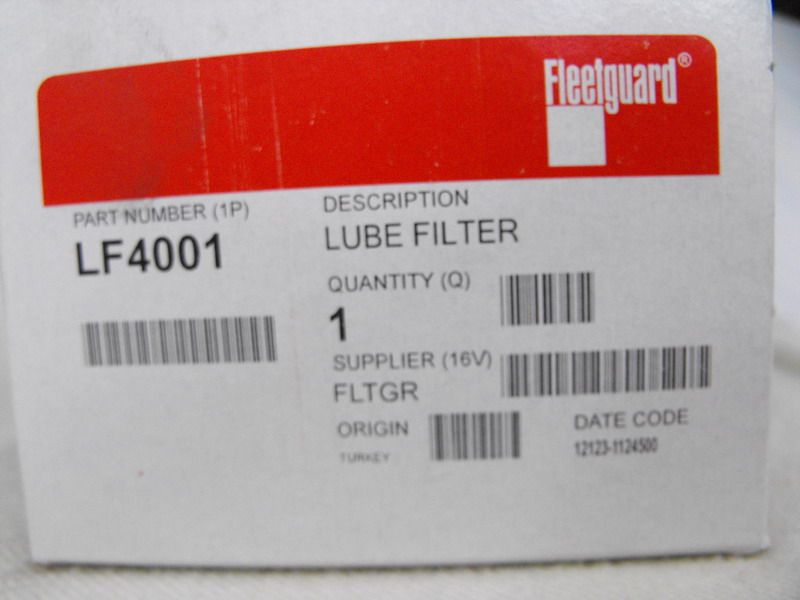 Fleetguard®
PART NUMBER (1P)
LF4001
DESCRIPTION
LUBE FILTER
QUANTITY (Q)
1
SUPPLIER (16V)
FLTGR
ORIGIN
TURKEY
DATE CODE
12123-1124500